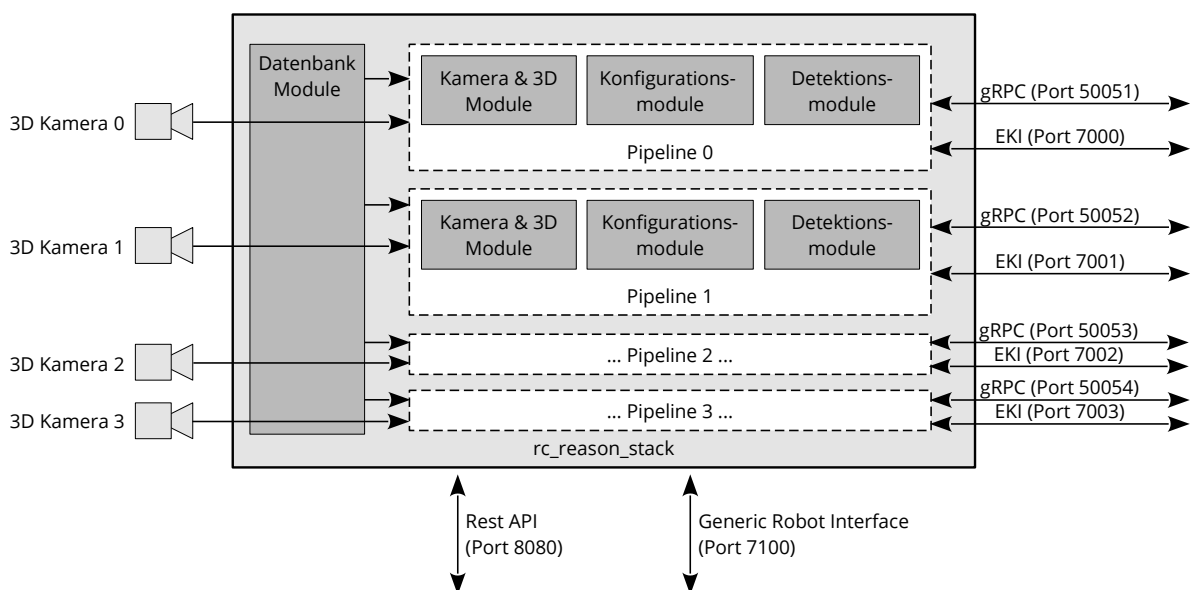 Datenbank
Module
Kamera & 3D
Module
Konfigurations-
module
Detektions-
module
Pipeline 0
3D Kamera 0
gRPC (Port 50051)
EKI (Port 7000)
Kamera & 3D
Module
Konfigurations-
module
Detektions-
module
Pipeline 1
3D Kamera 1
gRPC (Port 50052)
EKI (Port 7001)
3D Kamera 2
... Pipeline 2 ...
gRPC (Port 50053)
EKI (Port 7002)
3D Kamera 3
... Pipeline 3 ...
gRPC (Port 50054)
EKI (Port 7003)
rc_reason_stack
Rest API
(Port 8080)
Generic Robot Interface
(Port 7100)